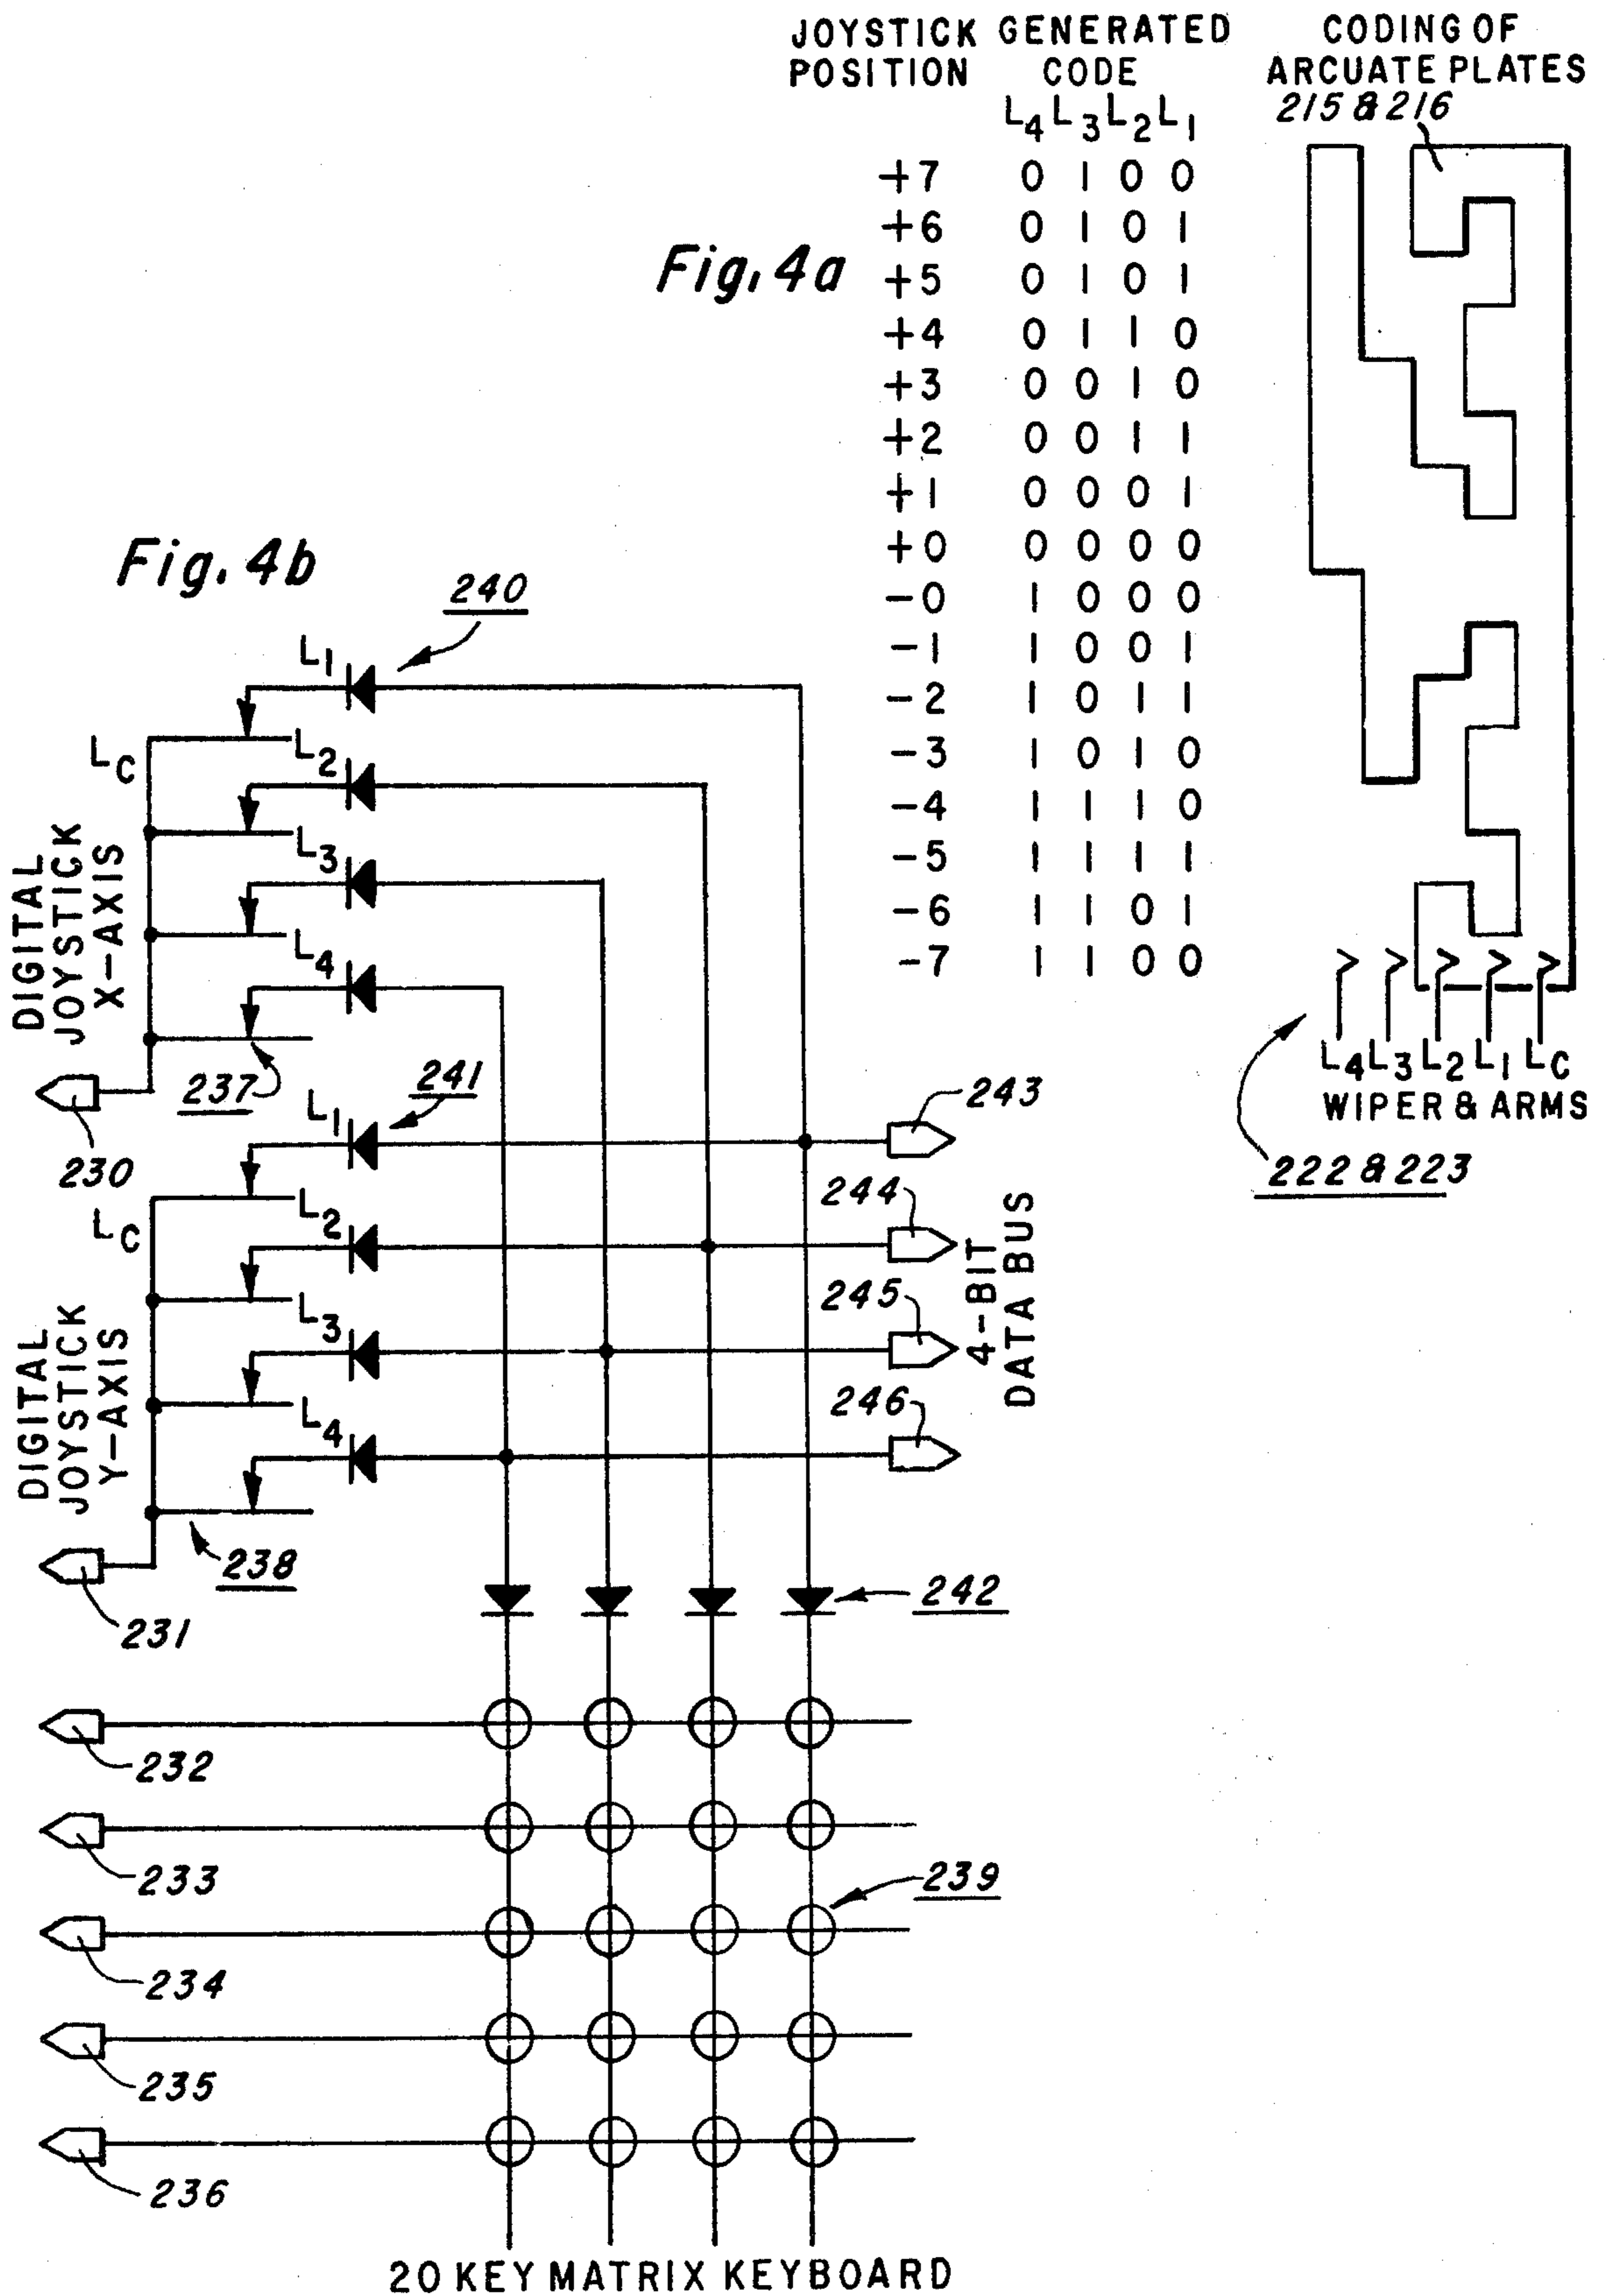 JOYSTICK POSITION
GENERATED CODE
L4 L3 L2 L1
+7 0 1 0 0
+6 0 1 0 1
+5 0 1 0 1
+4 0 1 1 0
+3 0 0 1 0
+2 0 0 1 1
+1 0 0 0 1
+0 0 0 0 0
-0 1 0 0 0
-1 1 0 0 1
-2 1 0 1 1
-3 1 0 1 0
-4 1 1 1 0
-5 1 1 1 1
-6 1 1 0 1
-7 1 1 0 0
CODING OF
ARCUATE PLATES
215 & 216
L4 L3 L2 L1 LC
WIPER & ARMS
222 & 223
Fig. 4a
Fig. 4b
240
L1
LC
L2
L3
L4
DIGITAL
JOYSTICK
X-AXIS
237
230
241
L1
LC
L2
L3
L4
DIGITAL
JOYSTICK
Y-AXIS
238
231
243
244
245
246
4-BIT
DATA BUS
242
232
233
239
234
235
236
20 KEY MATRIX KEYBOARD